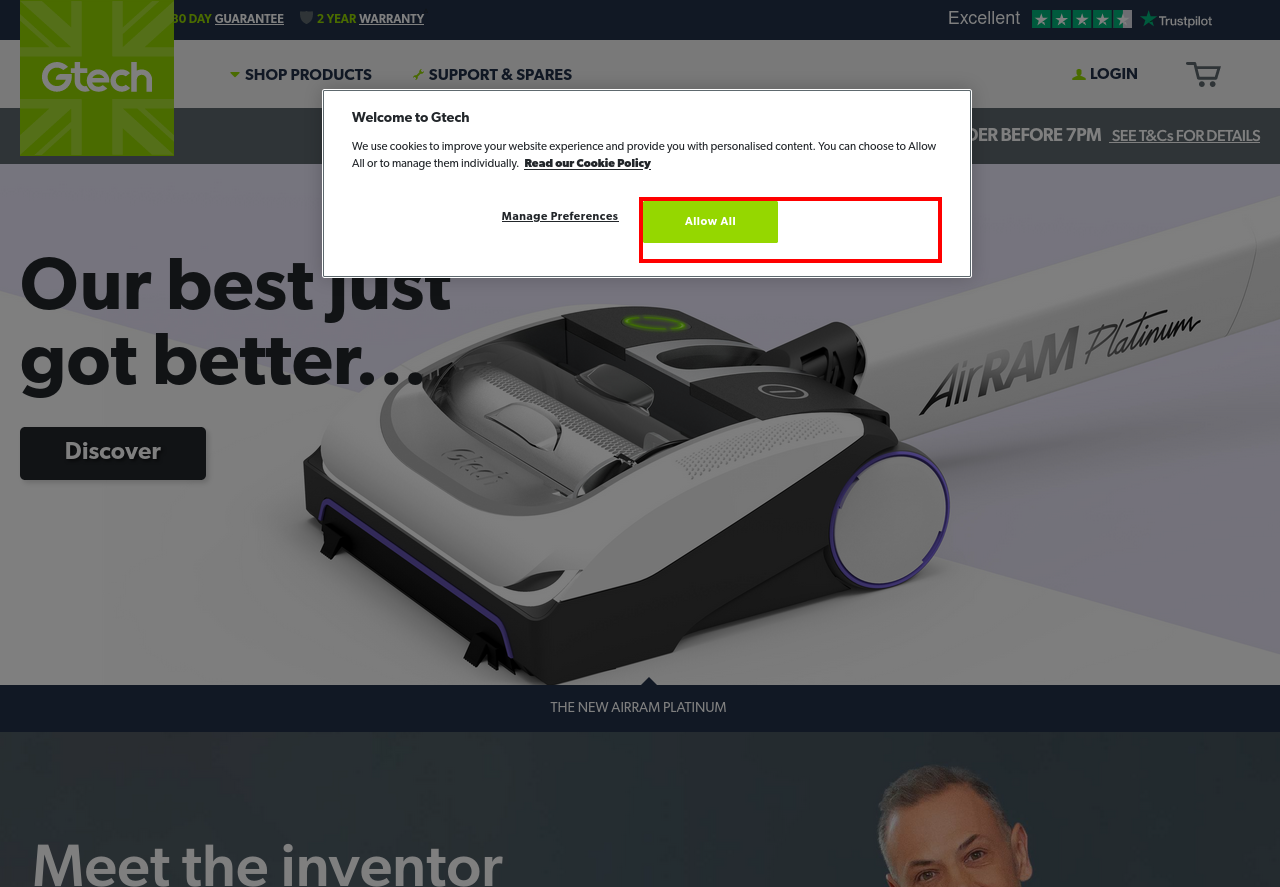 30 DAY GUARANTEE 2 YEAR WARRANTY Excellent Trustpilot
Gtech
SHOP PRODUCTS SUPPORT & SPARES LOGIN
Welcome to Gtech
We use cookies to improve your website experience and provide you with personalised content. You can choose to Allow
All or to manage them individually. Read our Cookie Policy
BEFORE 7PM SEE T&Cs FOR DETAILS
Manage Preferences Allow All
Our best just
got better...
AirRAM Platinum
Discover
Gtech
THE NEW AIRRAM PLATINUM
Meet the inventor